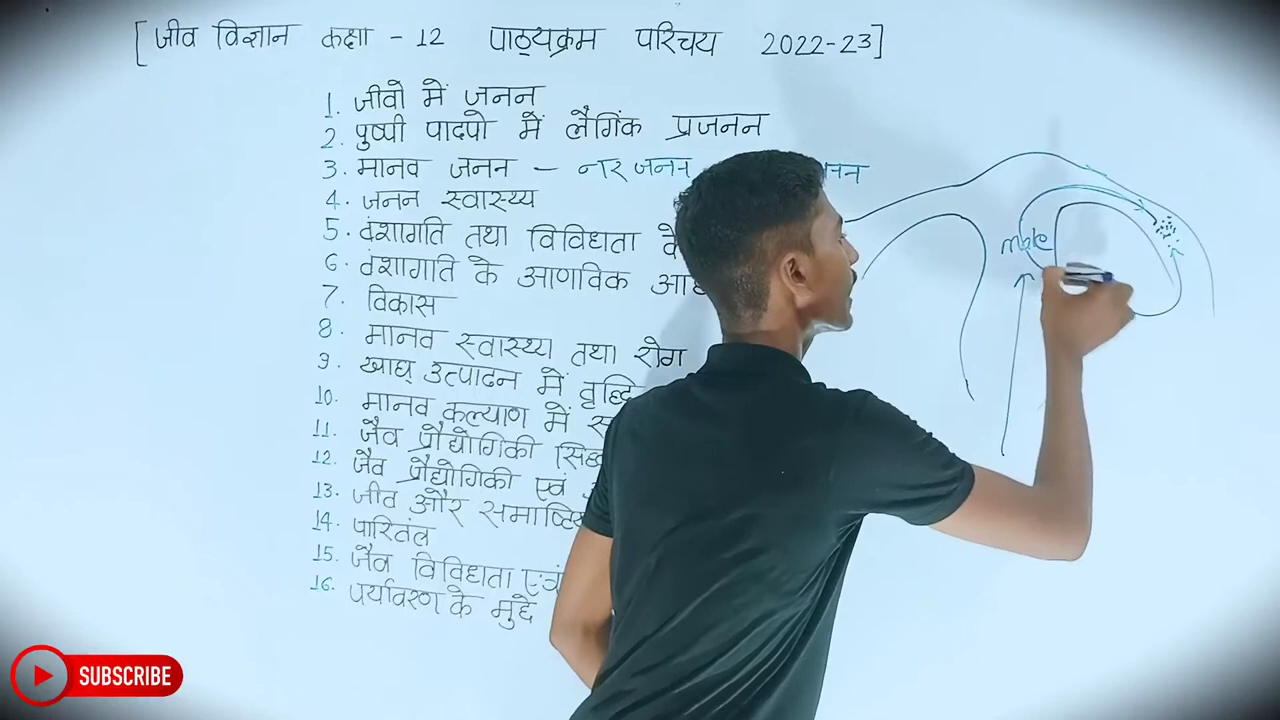 [जीव विज्ञान कक्षा - 12 पाठ्यक्रम परिचय 2022-23]
1. जीवो में जनन
2. पुष्पी पादपो में लैगिंक प्रजनन
3. मानव जनन - नर जनन
4. जनन स्वास्थ्य
5. वंशागति तथा विविधता
6. वंशागति के आणविक
7. विकास
8. मानव स्वास्थ्य तथा रोग
9. खाद्य उत्पादन में वृद्धि
10. मानव कल्याण में
11. जैव प्रौद्योगिकी
12. जैव प्रौद्योगिकी एवं
13. जीव और समाष्टि
14. पारितंत्र
15. जैव विविधता एवं
16. पर्यावरण के मुद्दे
male
SUBSCRIBE